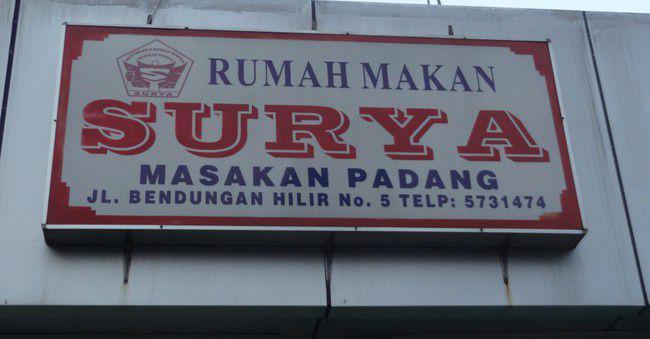 RUMAH MAKAN
SURYA
MASAKAN PADANG
JL. BENDUNGAN HILIR No. 5 TELP: 5731474
SURYA